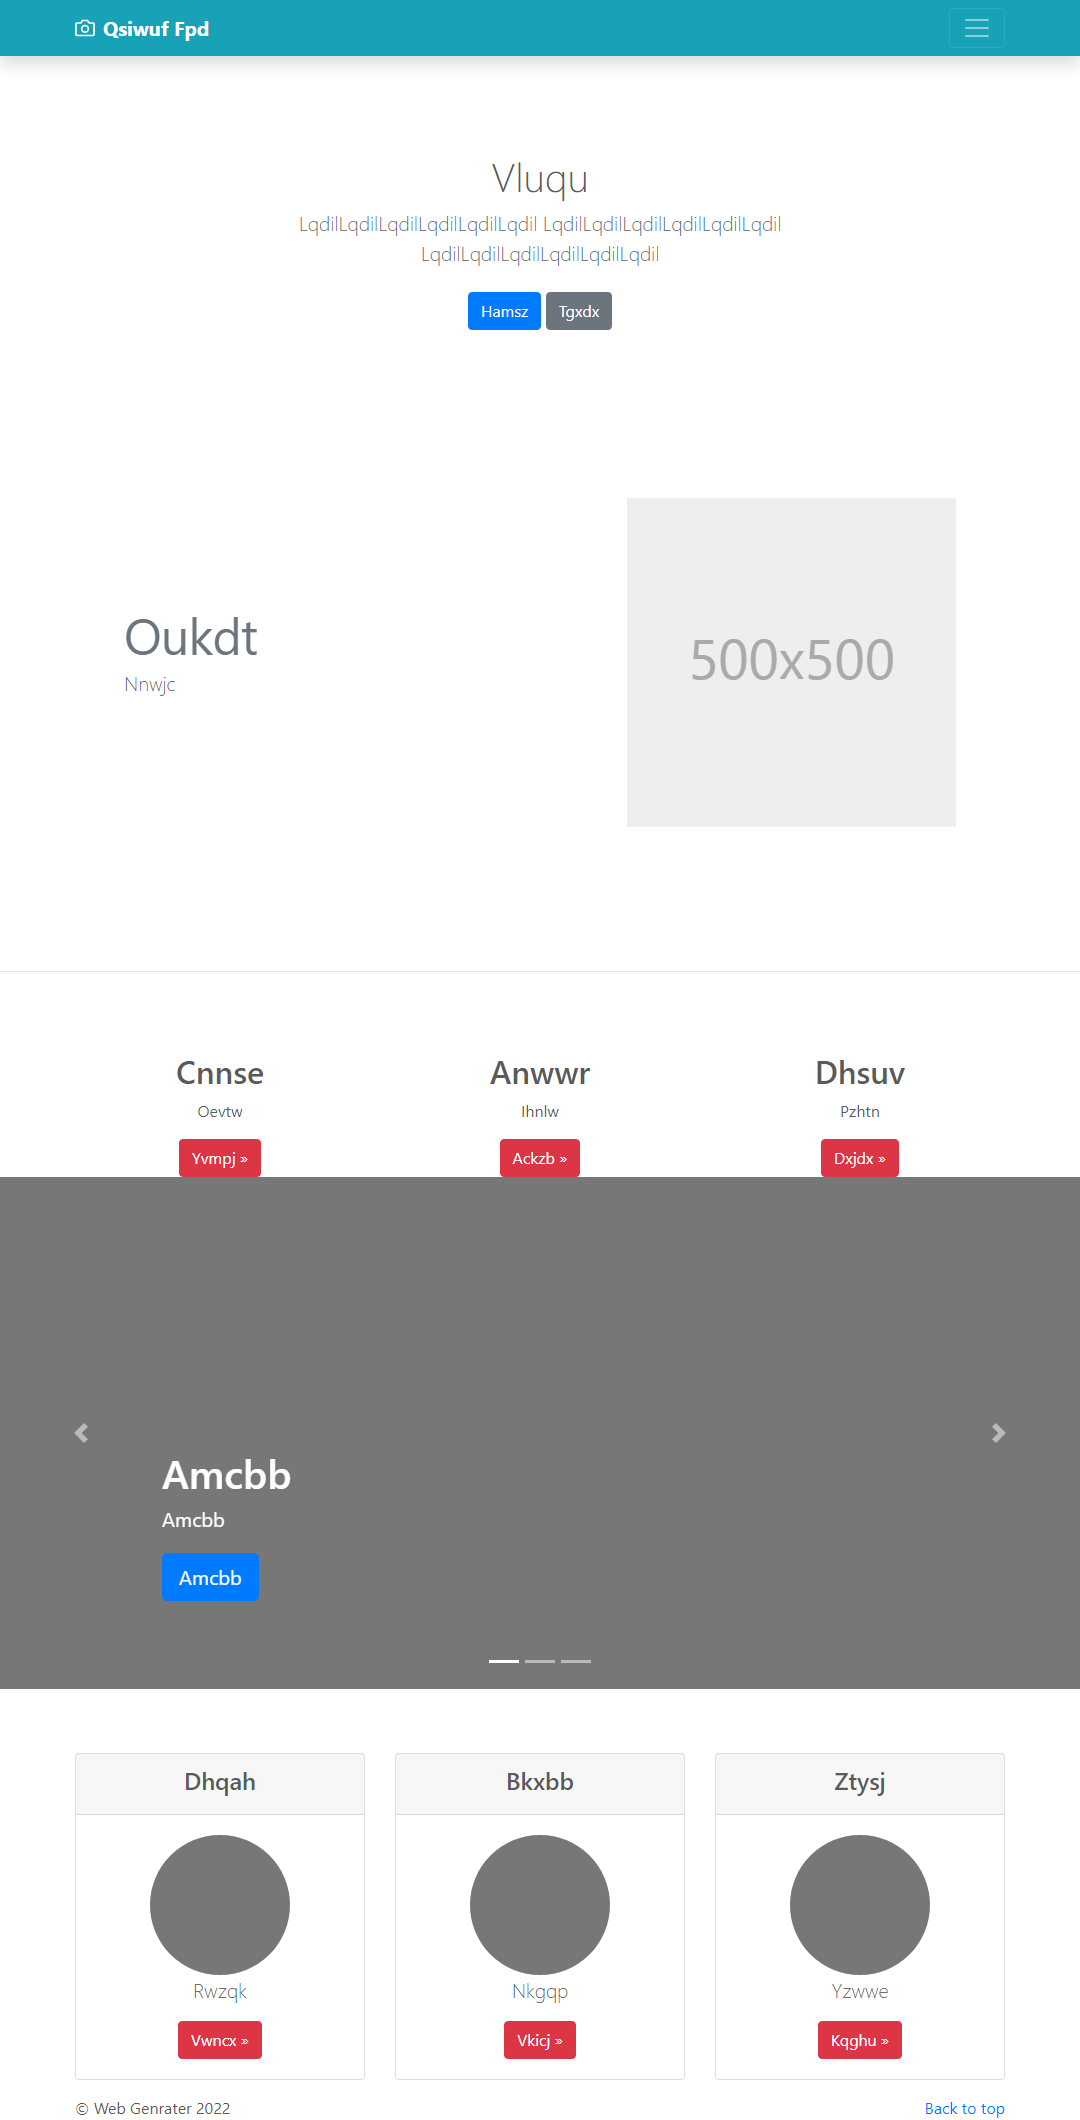 Qsiwuf Fpd
Vluqu
LqdilLqdilLqdilLqdilLqdilLqdil LqdilLqdilLqdilLqdilLqdilLqdil
LqdilLqdilLqdilLqdilLqdilLqdil
Hamsz Tgxdx
Oukdt
Nnwjc
500x500
Cnnse Anwwr Dhsuv
Oevtw Ihnlw Pzhtn
Yvmpj » Ackzb » Dxjdx »
Amcbb
Amcbb
Amcbb
Dhqah Bkxbb Ztysj
Rwzqk Nkgqp Yzwwe
Vwncx » Vkicj » Kqghu »
© Web Genrater 2022 Back to top